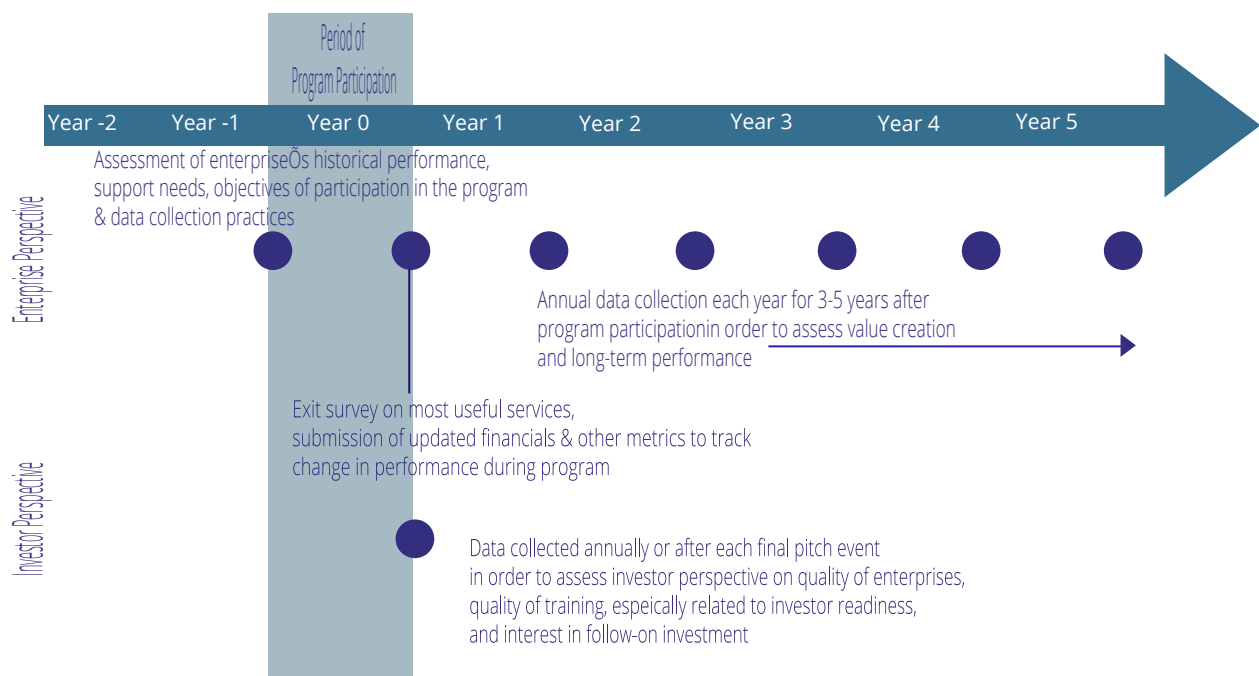 Period of
Program Participation
Year -2
Year -1
Year 0
Year 1
Year 2
Year 3
Year 4
Year 5
Enterprise Perspective
Assessment of enterpriseÕs historical performance,
support needs, objectives of participation in the program
& data collection practices
Annual data collection each year for 3-5 years after
program participationin order to assess value creation
and long-term performance
Exit survey on most useful services,
submission of updated financials & other metrics to track
change in performance during program
Investor Perspective
Data collected annually or after each final pitch event
in order to assess investor perspective on quality of enterprises,
quality of training, espeically related to investor readiness,
and interest in follow-on investment